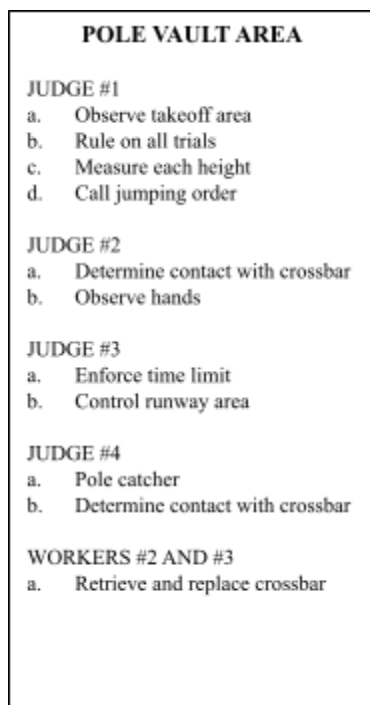 POLE VAULT AREA
JUDGE #1
a. Observe takeoff area
b. Rule on all trials
c. Measure each height
d. Call jumping order
JUDGE #2
a. Determine contact with crossbar
b. Observe hands
JUDGE #3
a. Enforce time limit
b. Control runway area
JUDGE #4
a. Pole catcher
b. Determine contact with crossbar
WORKERS #2 AND #3
a. Retrieve and replace crossbar